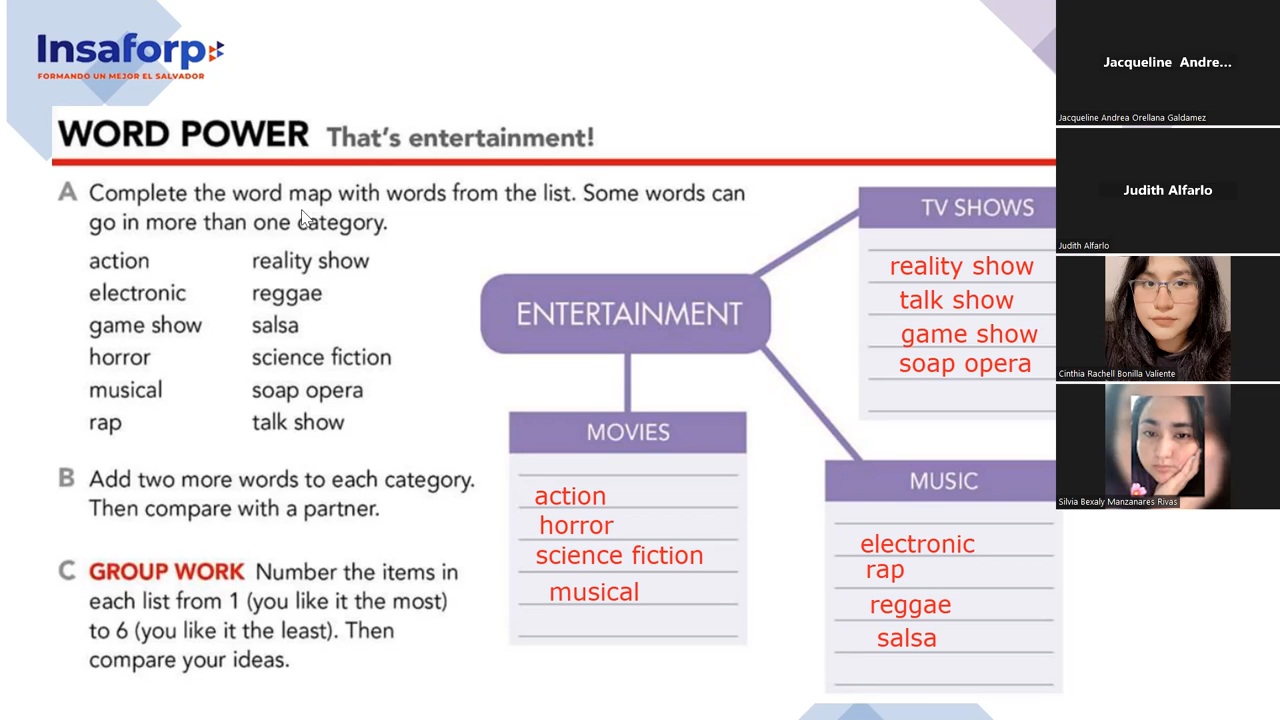 Insaforp
FORMANDO UN MEJOR EL SALVADOR
WORD POWER That's entertainment!
A Complete the word map with words from the list. Some words can
go in more than one category.
action reality show
electronic reggae
game show salsa
horror science fiction
musical soap opera
rap talk show
B Add two more words to each category.
Then compare with a partner.
C GROUP WORK Number the items in
each list from 1 (you like it the most)
to 6 (you like it the least). Then
compare your ideas.
ENTERTAINMENT
MOVIES
action
horror
science fiction
musical
TV SHOWS
reality show
talk show
game show
soap opera
MUSIC
electronic
rap
reggae
salsa
Jacqueline Andre...
Jacqueline Andrea Orellana Galdamez
Judith Alfarlo
Judith Alfarlo
Cinthia Rachell Bonilla Valiente
Silvia Bexaly Manzanares Rivas